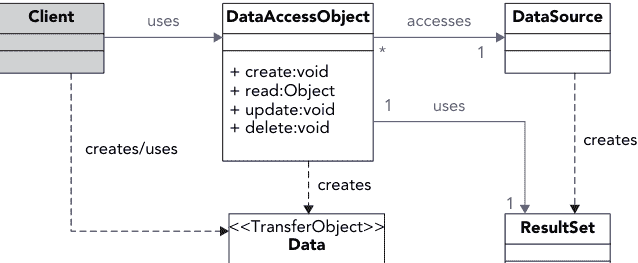 Client
uses
DataAccessObject
accesses
DataSource
*
1
+ create:void
+ read:Object
+ update:void
+ delete:void
1
uses
creates/uses
creates
creates
1
<<TransferObject>>
Data
ResultSet